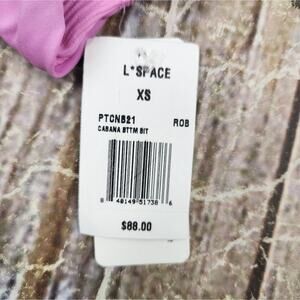 L*SPACE
XS
PTCNB21 ROB
CABANA BTTM BIT
8 40149 51738 6
$88.00